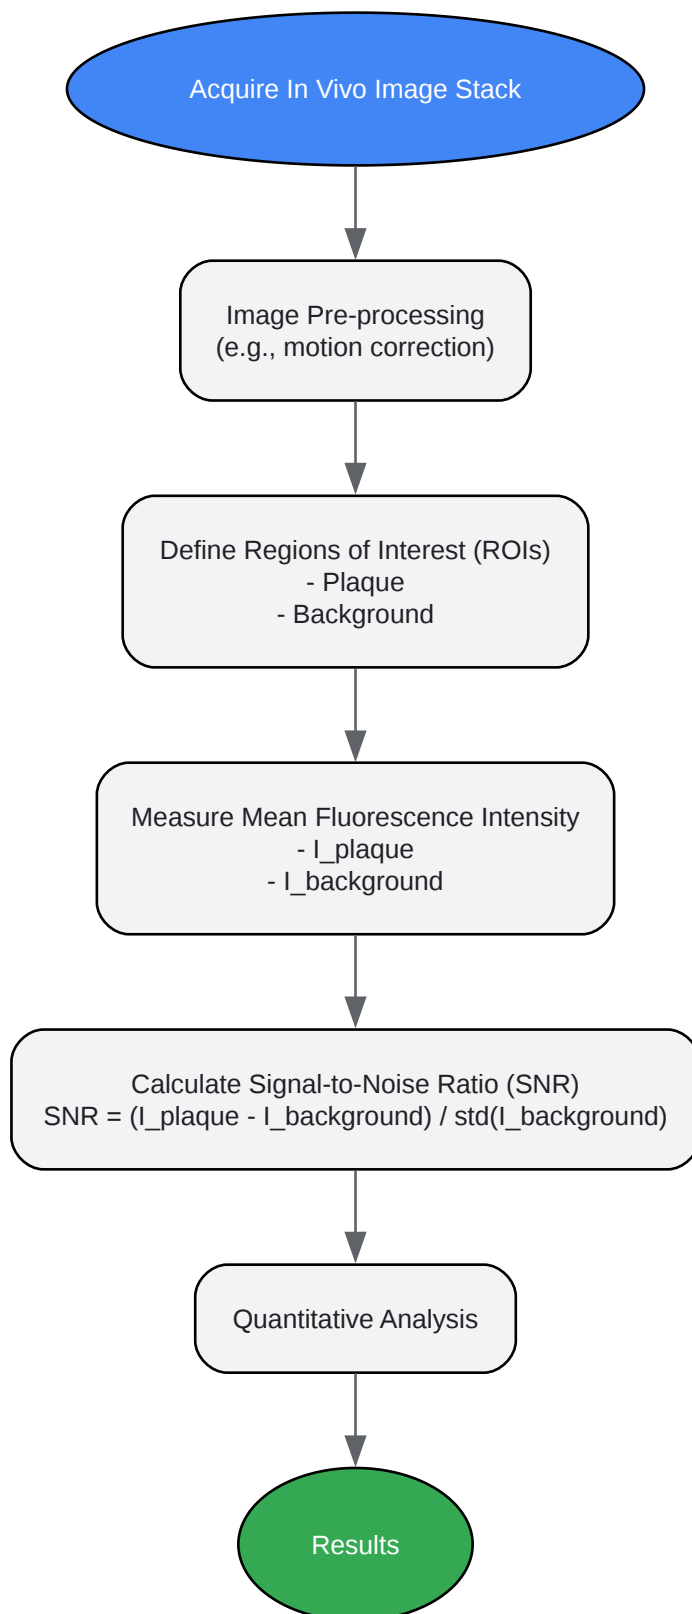 Acquire In Vivo Image Stack
Image Pre-processing
(e.g., motion correction)
Define Regions of Interest (ROIs)
- Plaque
- Background
Measure Mean Fluorescence Intensity
- I_plaque
- I_background
Calculate Signal-to-Noise Ratio (SNR)
SNR = (I_plaque - I_background) / std(I_background)
Quantitative Analysis
Results